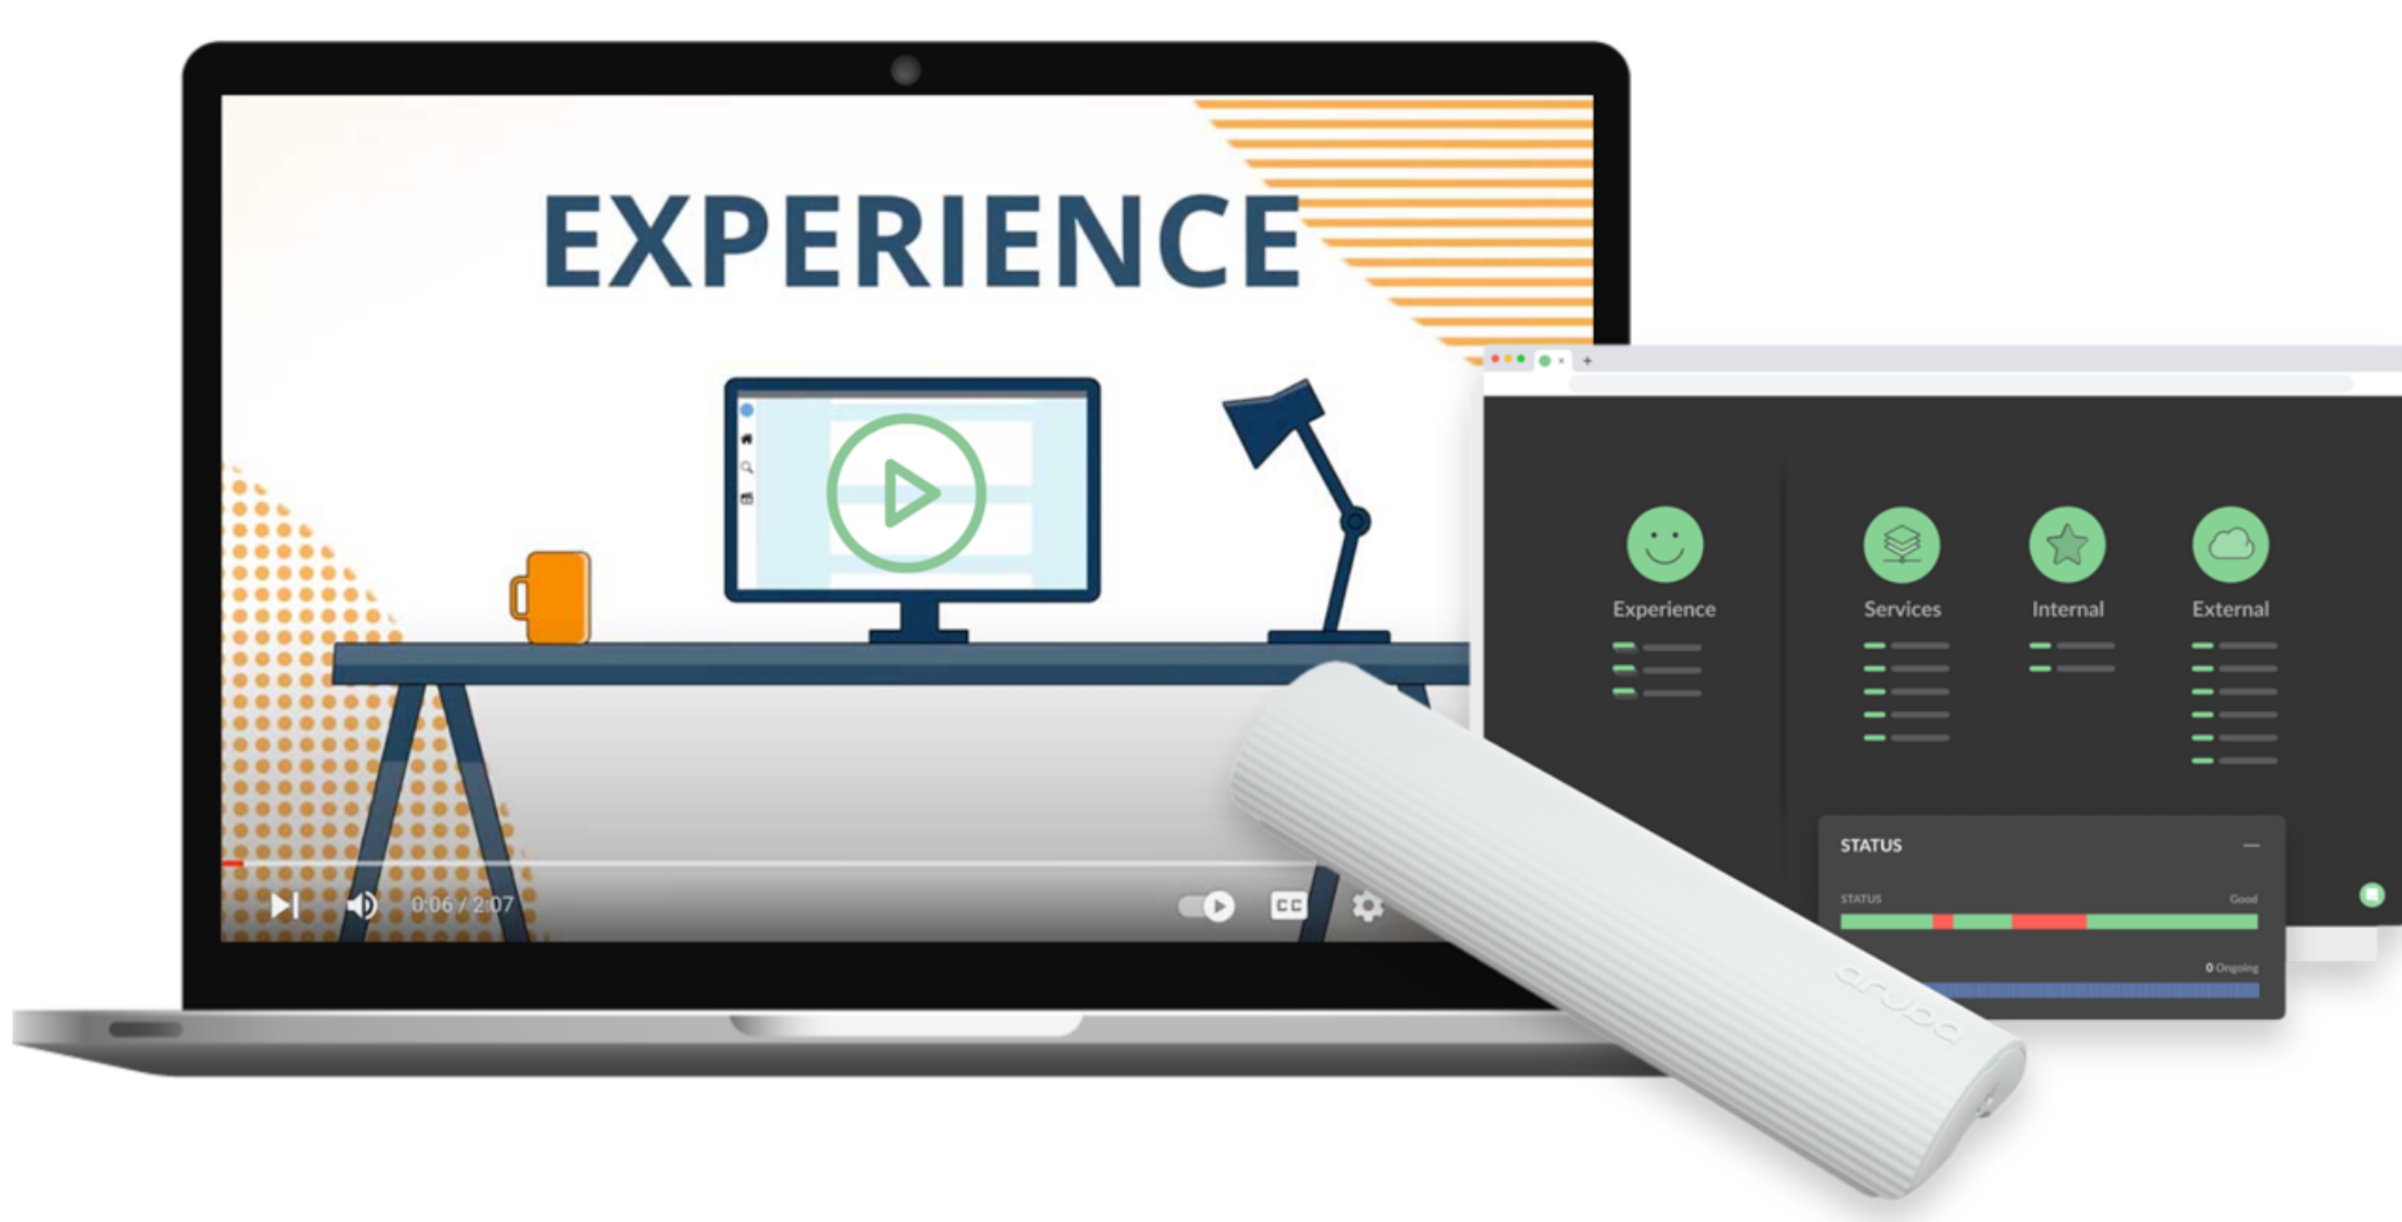 EXPERIENCE
0:06 / 2:07
CC
Experience
Services
Internal
External
STATUS
STATUS
Good
0 Ongoing
aruba